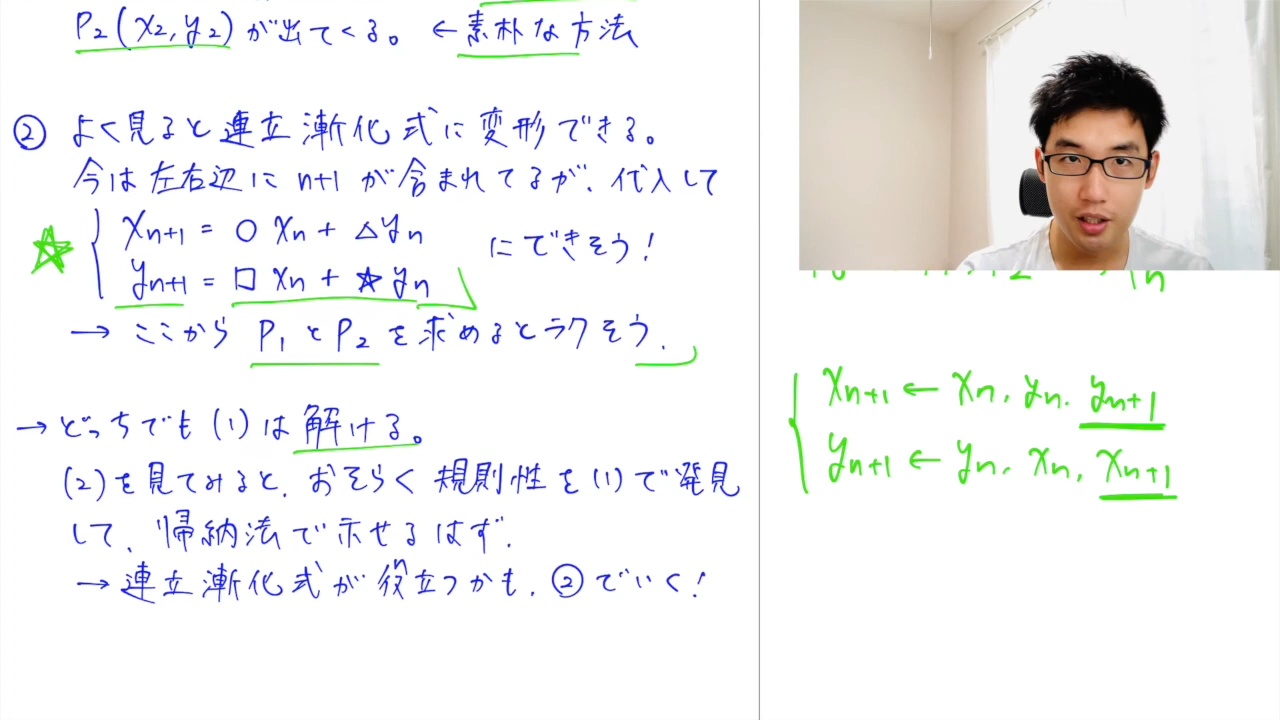 P₂(x₂, y₂)が出てくる。 ← 素朴な方法
② よく見ると連立漸化式に変形できる。
今は左右辺に n+1 が含まれてるが、代入して
☆ { xₙ₊₁ = ○ xₙ + △yₙ
yₙ₊₁ = □ xₙ + ☆ yₙ
にできそう!
→ ここから P₁ と P₂ を求めるとラクそう.
→ どっちでも (1) は 解ける。
(2)を見てみると、おそらく規則性を(1)で発見
して、帰納法で示せるはず.
→ 連立漸化式が役立つかも. ②でいく!
{ xₙ₊₁ ← xₙ, yₙ, yₙ₊₁
yₙ₊₁ ← yₙ, xₙ, xₙ₊₁